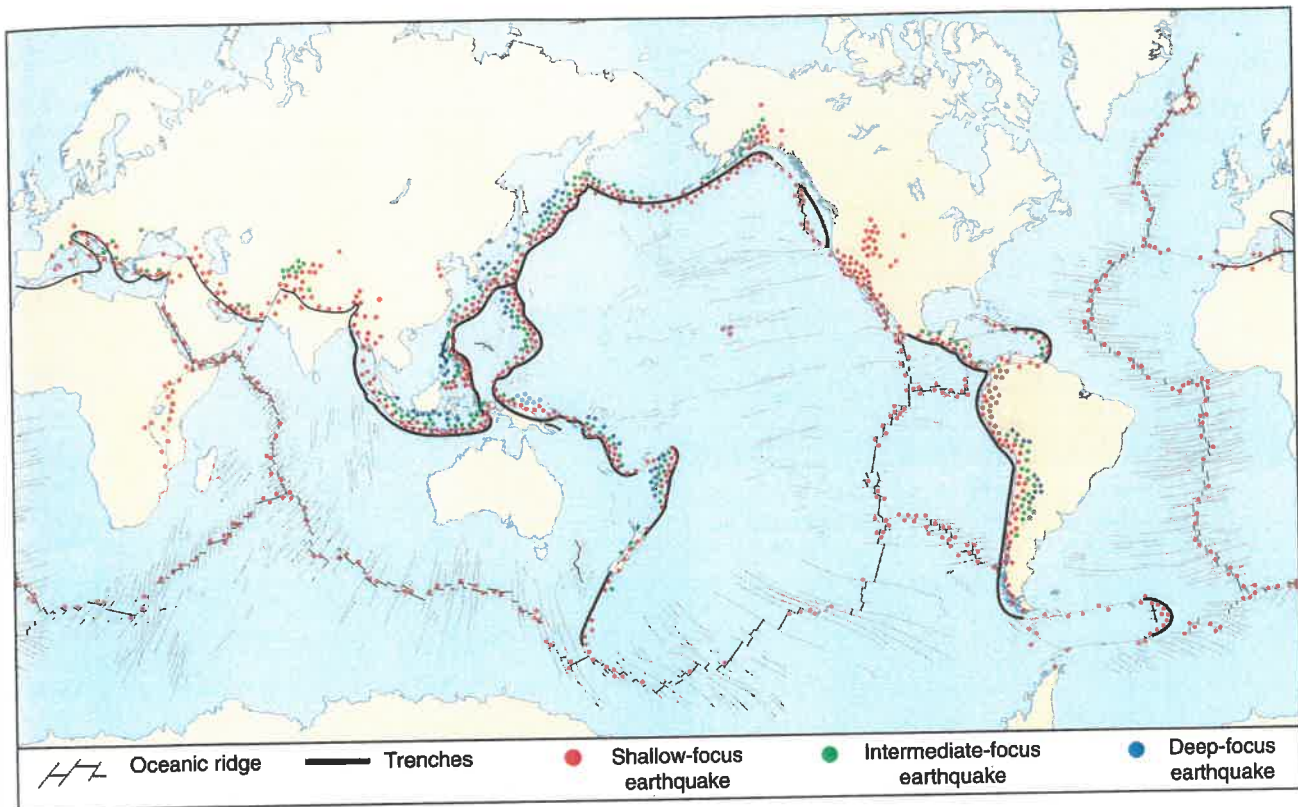 Oceanic ridge
Trenches
Shallow-focus
earthquake
Intermediate-focus
earthquake
Deep-focus
earthquake